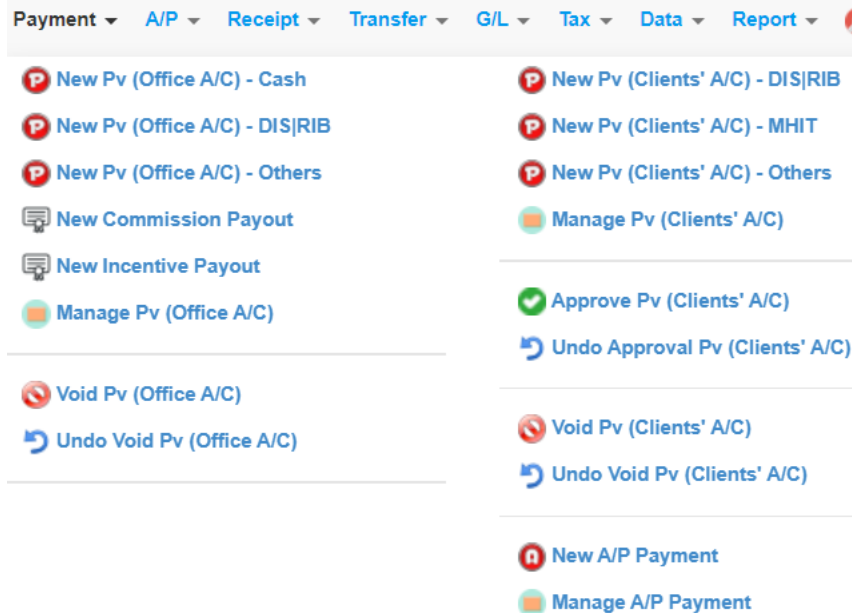 Payment A/P Receipt Transfer G/L Tax Data Report
New Pv (Office A/C) - Cash
New Pv (Office A/C) - DIS|RIB
New Pv (Office A/C) - Others
New Commission Payout
New Incentive Payout
Manage Pv (Office A/C)
Void Pv (Office A/C)
Undo Void Pv (Office A/C)
New Pv (Clients' A/C) - DIS|RIB
New Pv (Clients' A/C) - MHIT
New Pv (Clients' A/C) - Others
Manage Pv (Clients' A/C)
Approve Pv (Clients' A/C)
Undo Approval Pv (Clients' A/C)
Void Pv (Clients' A/C)
Undo Void Pv (Clients' A/C)
New A/P Payment
Manage A/P Payment